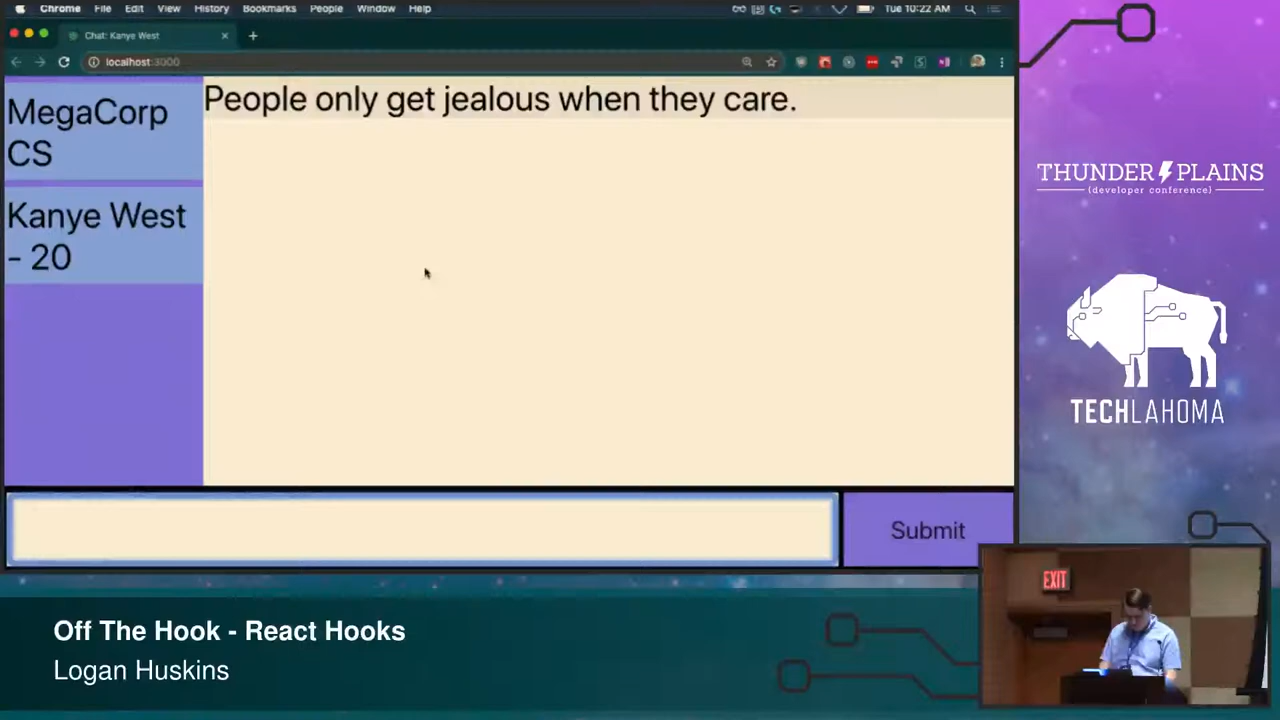 Chrome File Edit View History Bookmarks People Window Help
Tue 10:22 AM
Chat: Kanye West
localhost:3000
MegaCorp
CS
Kanye West
- 20
People only get jealous when they care.
Submit
THUNDER PLAINS
{developer conference}
TECHLAHOMA
EXIT
Off The Hook - React Hooks
Logan Huskins